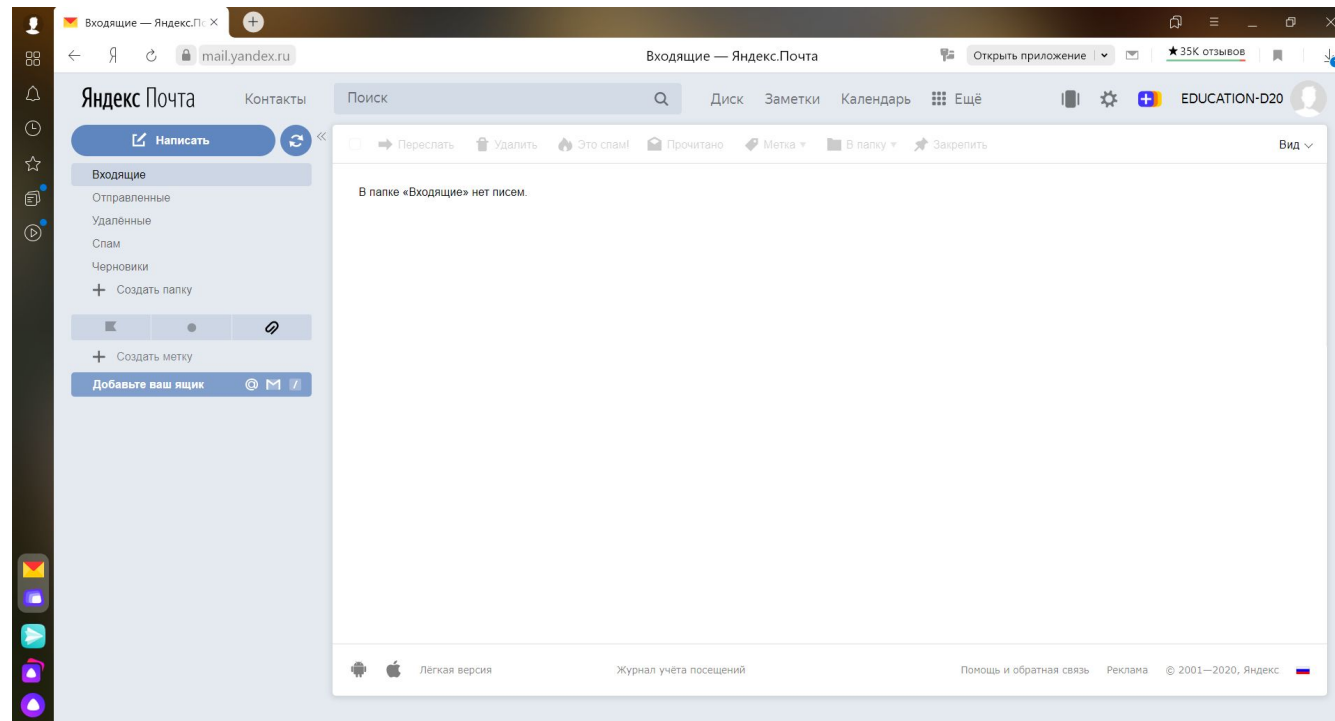 Входящие — Яндекс.По
mail.yandex.ru
Входящие — Яндекс.Почта
Открыть приложение
★35K отзывов
Яндекс Почта
Контакты
Поиск
Диск
Заметки
Календарь
Ещё
EDUCATION-D20
Написать
Переслать
Удалить
Это спам!
Прочитано
Метка
В папку
Закрепить
Вид
Входящие
Отправленные
Удалённые
Спам
Черновики
Создать папку
Создать метку
Добавьте ваш ящик
В папке «Входящие» нет писем.
Лёгкая версия
Журнал учёта посещений
Помощь и обратная связь
Реклама
© 2001—2020, Яндекс